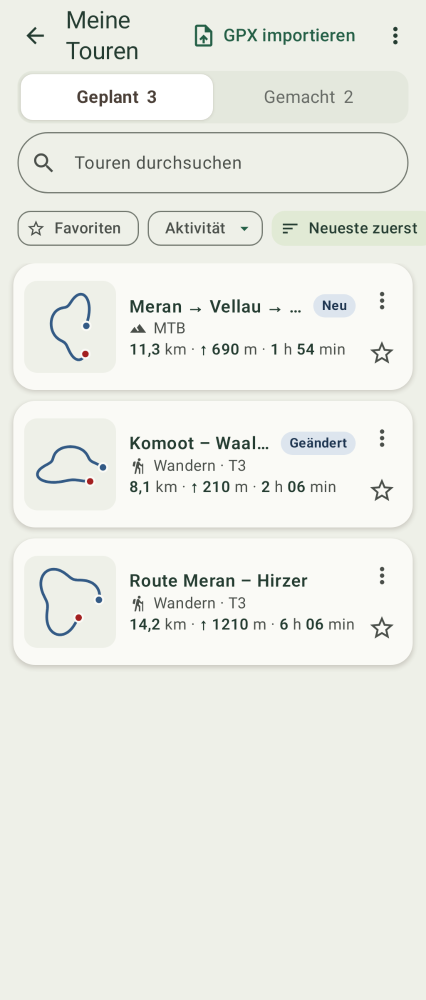 Meine
Touren
GPX importieren
Geplant 3
Gemacht 2
Touren durchsuchen
Favoriten
Aktivität
Neueste zuerst
Meran → Vellau → ...
Neu
MTB
11,3 km · ↑ 690 m · 1 h 54 min
Komoot – Waal...
Geändert
Wandern · T3
8,1 km · ↑ 210 m · 2 h 06 min
Route Meran – Hirzer
Wandern · T3
14,2 km · ↑ 1210 m · 6 h 06 min